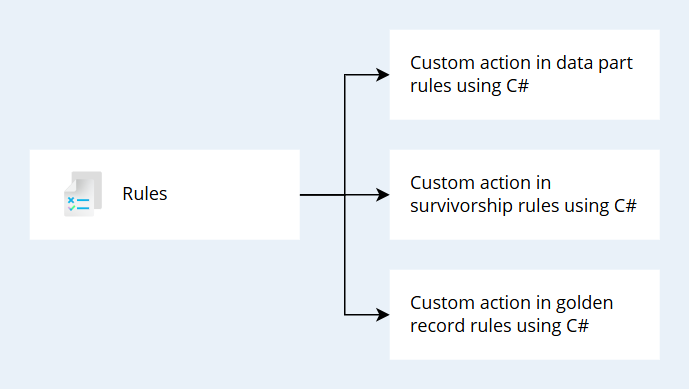 Custom action in data part
rules using C#
Rules
Custom action in
survivorship rules using C#
Custom action in golden
record rules using C#